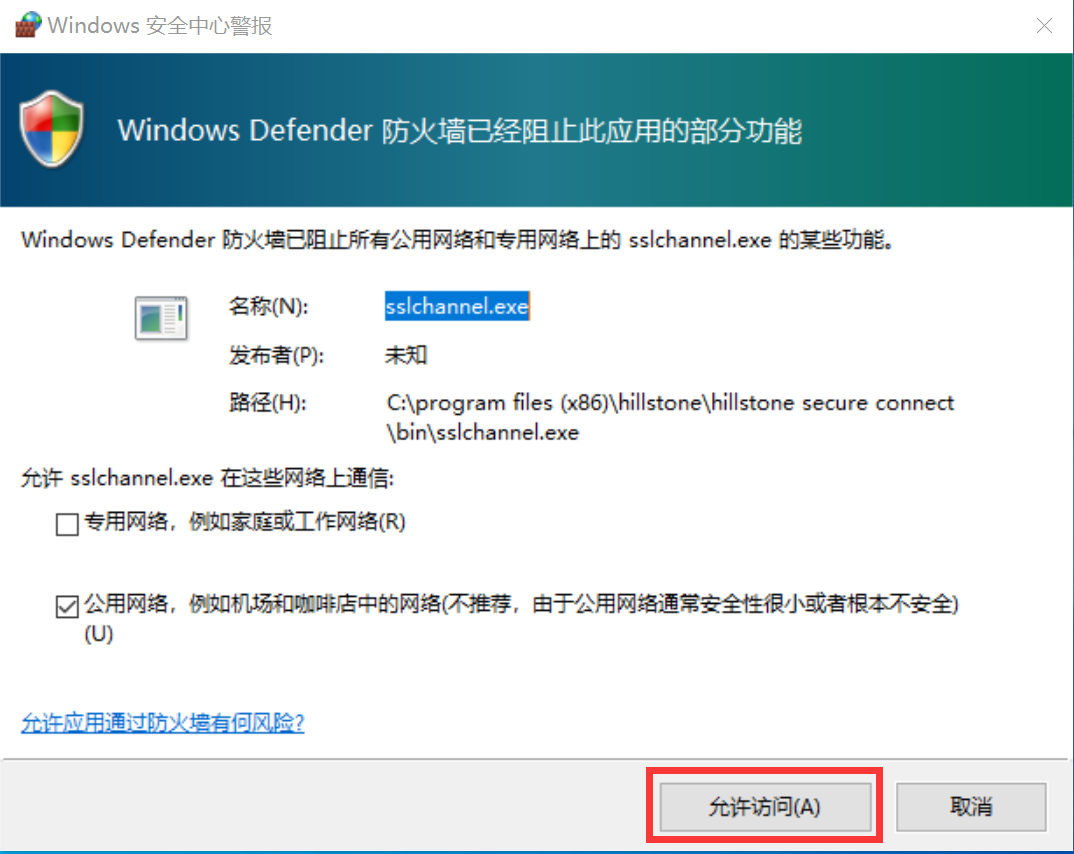 Windows 安全中心警报
Windows Defender 防火墙已经阻止此应用的部分功能
Windows Defender 防火墙已阻止所有公用网络和专用网络上的 sslchannel.exe 的某些功能。
名称(N): sslchannel.exe
发布者(P): 未知
路径(H): C:\program files (x86)\hillstone\hillstone secure connect
\bin\sslchannel.exe
允许 sslchannel.exe 在这些网络上通信:
专用网络，例如家庭或工作网络(R)
公用网络，例如机场和咖啡店中的网络(不推荐，由于公用网络通常安全性很小或者根本不安全)
(U)
允许应用通过防火墙有何风险?
允许访问(A) 取消